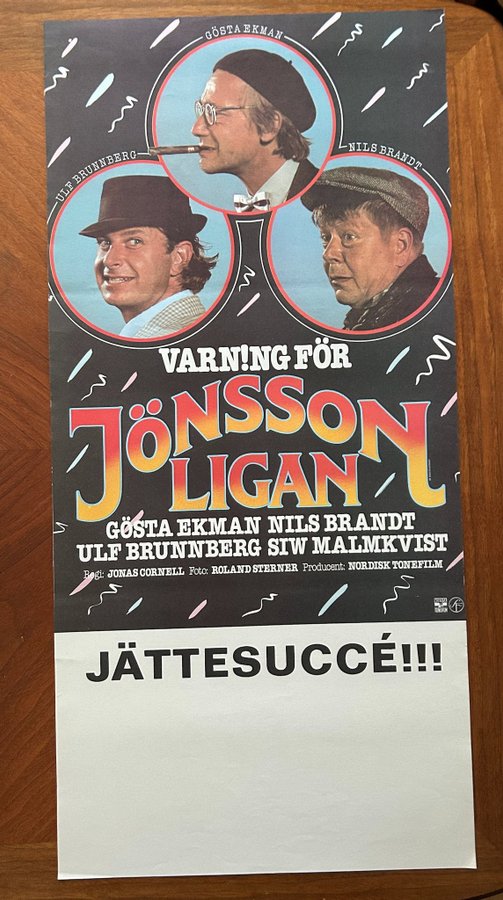 GÖSTA EKMAN
ULF BRUNNBERG
NILS BRANDT
VARN!NG FÖR
JÖNSSON
LIGAN
GÖSTA EKMAN NILS BRANDT
ULF BRUNNBERG SIW MALMKVIST
Regi: JONAS CORNELL Foto: ROLAND STERNER Producent: NORDISK TONEFILM
JÄTTESUCCÉ!!!